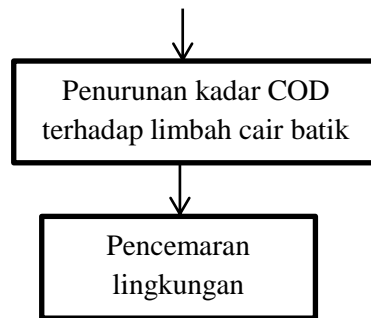 Penurunan kadar COD
terhadap limbah cair batik
Pencemaran
lingkungan